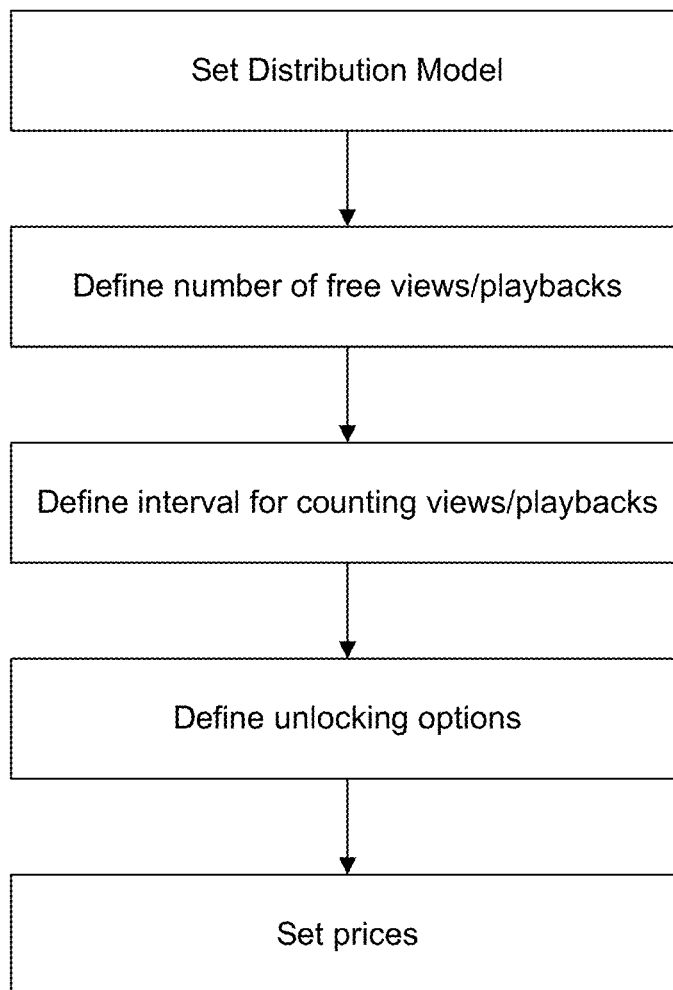 Set Distribution Model
Define number of free views/playbacks
Define interval for counting views/playbacks
Define unlocking options
Set prices